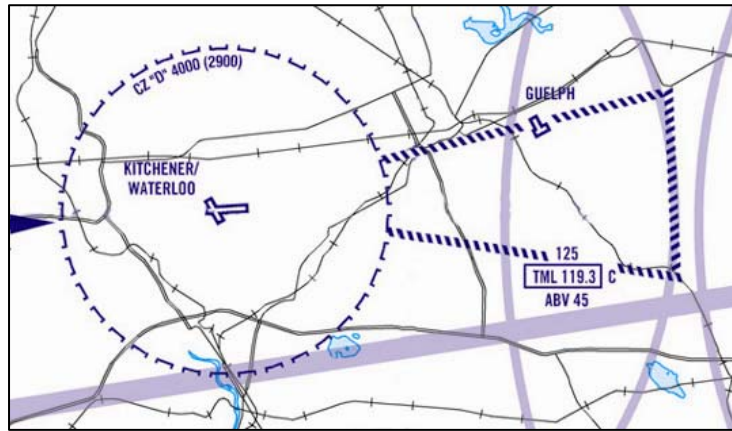 CZ "D" 4000 (2900)
GUELPH
KITCHENER/
WATERLOO
125
TML 119.3 C
ABV 45